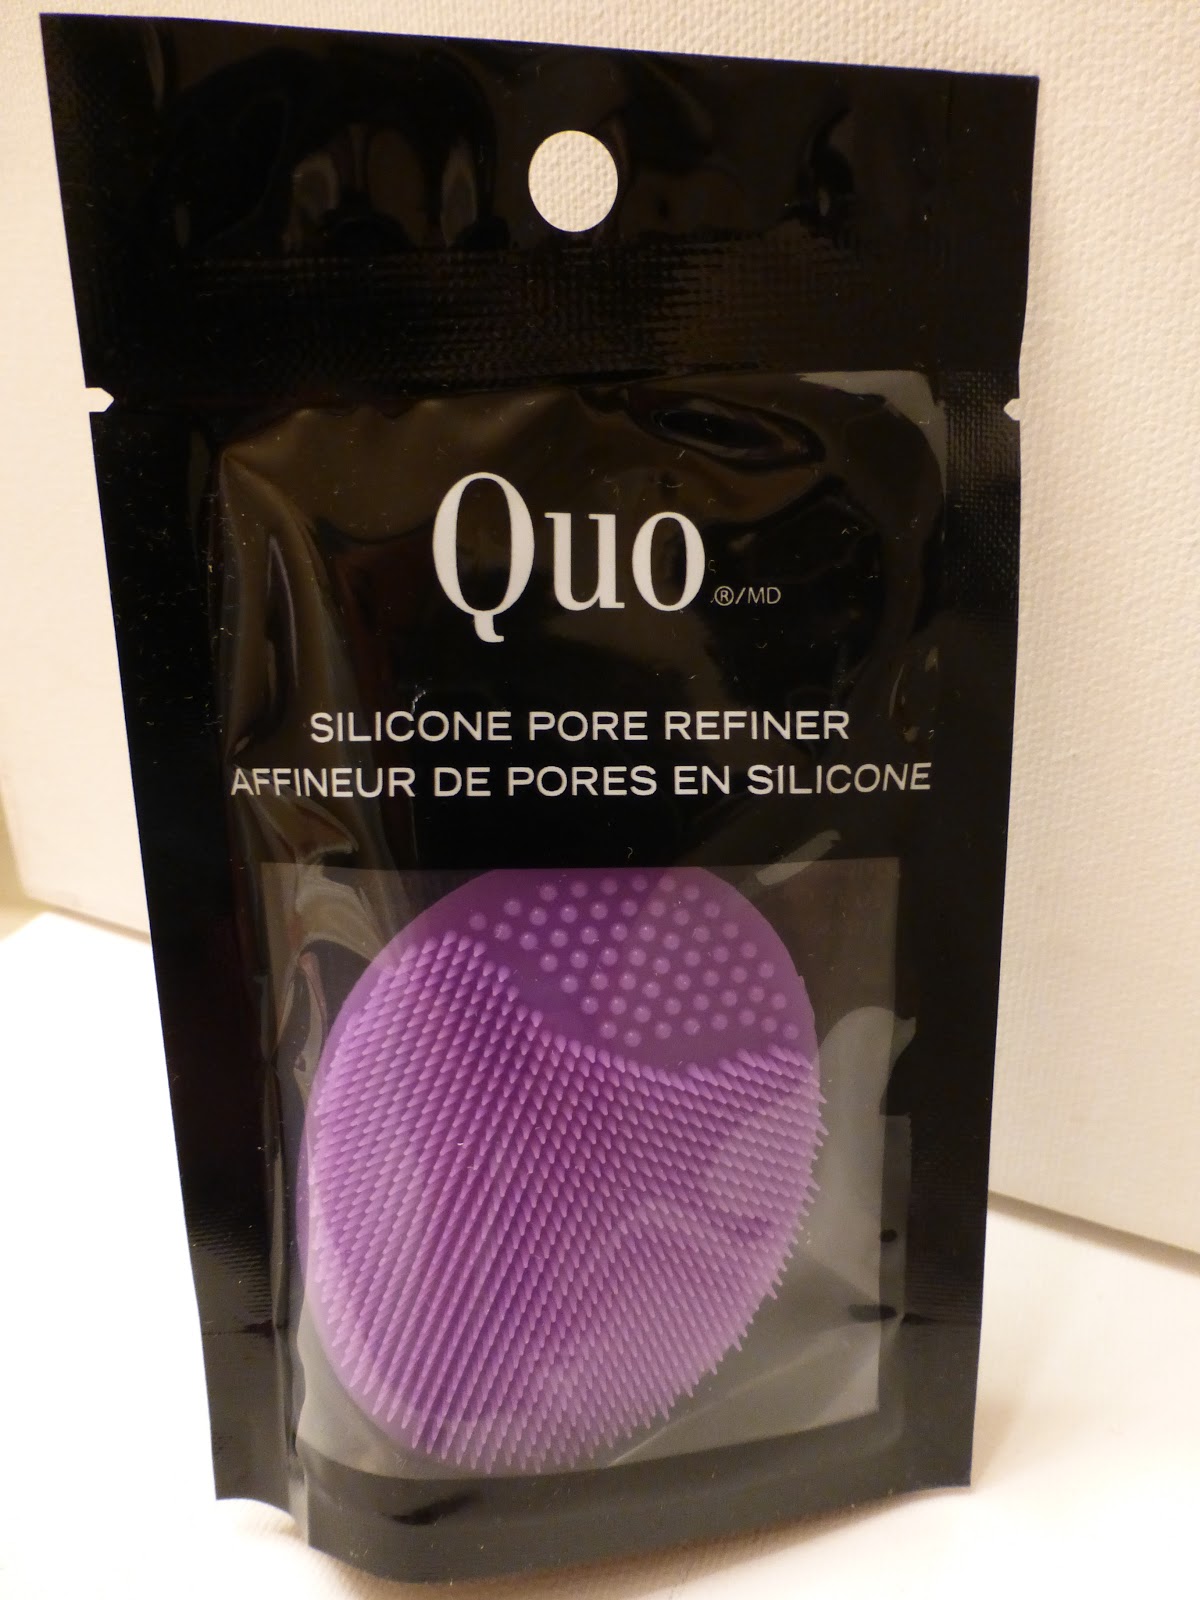 Quo ®/MD
SILICONE PORE REFINER
AFFINEUR DE PORES EN SILICONE